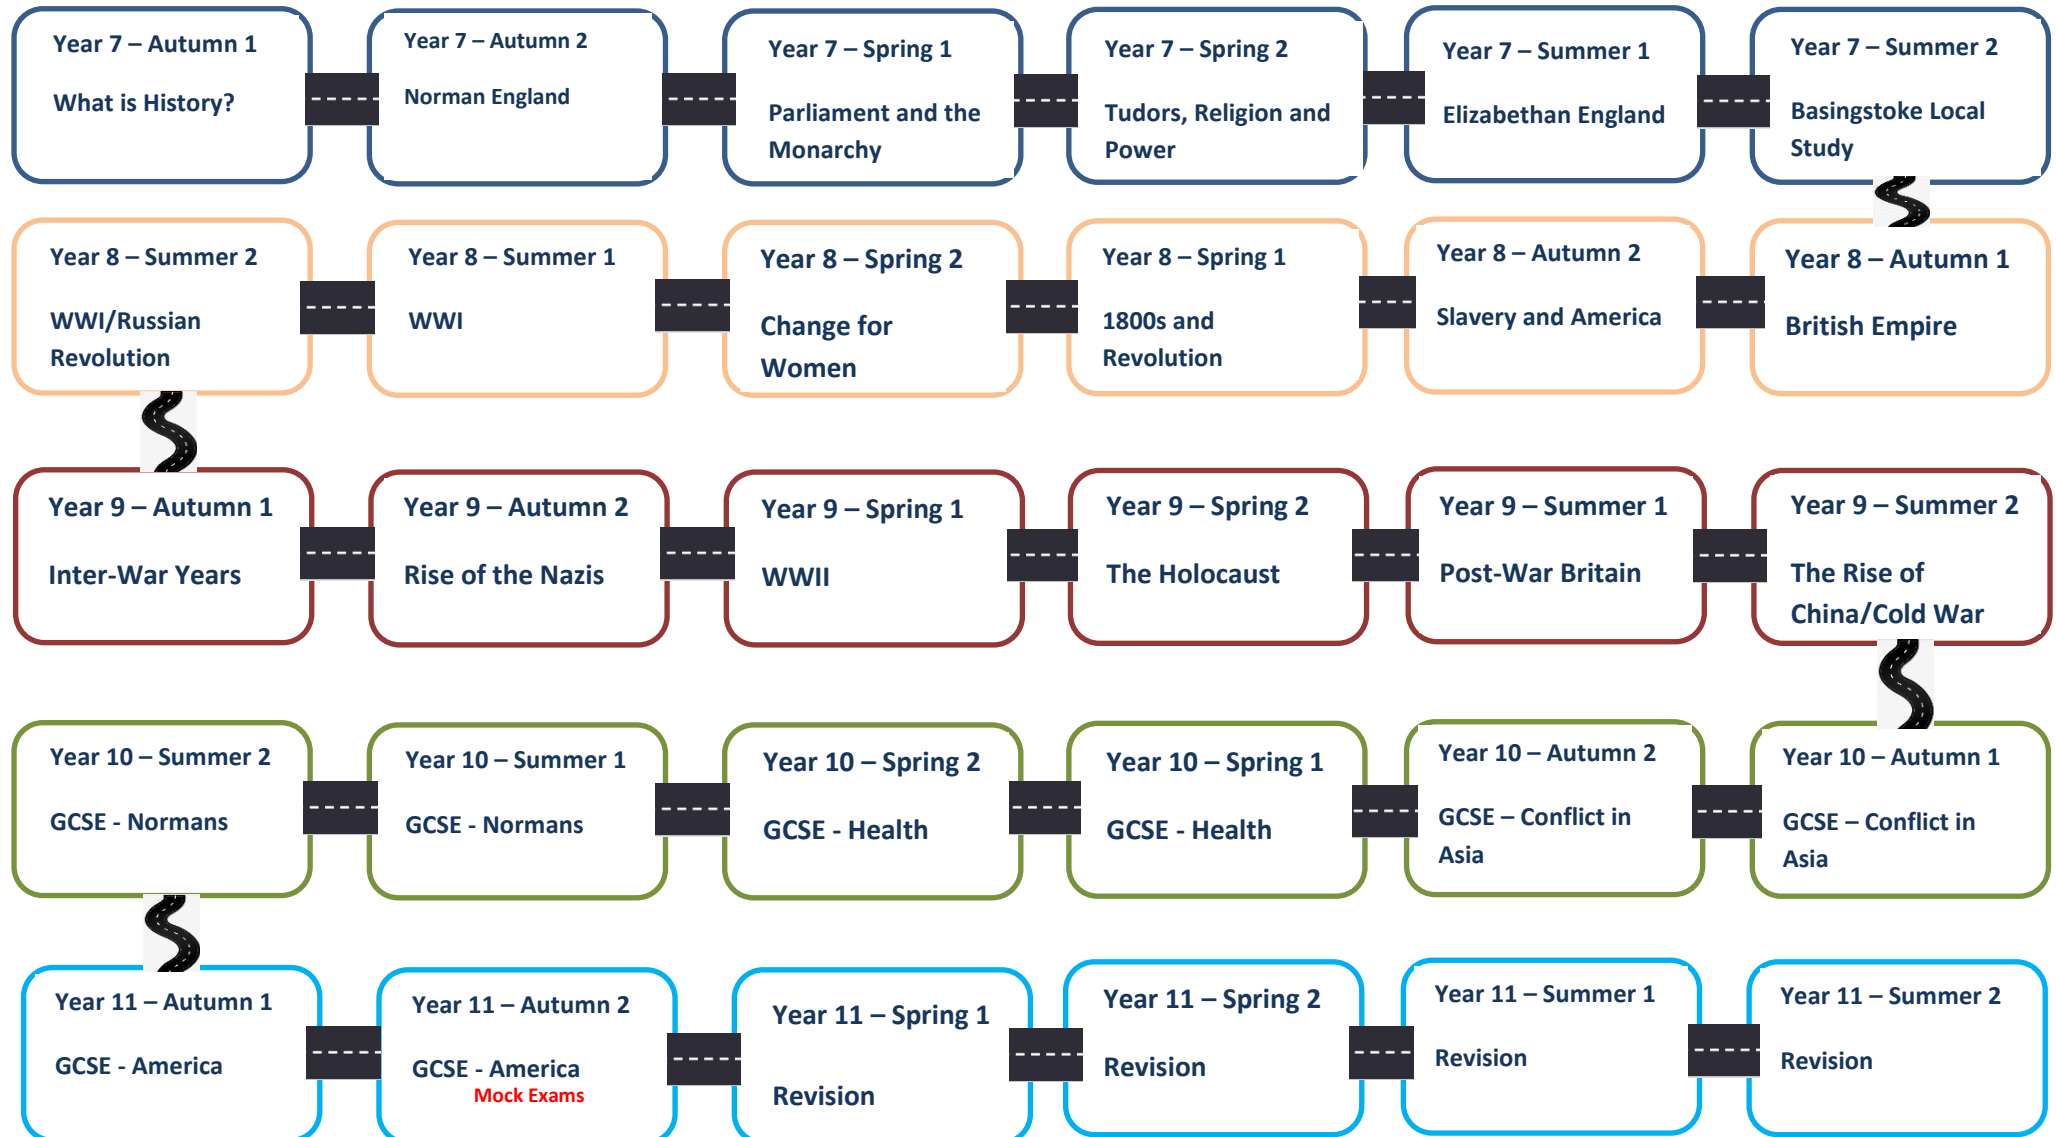 Year 7 – Autumn 1
What is History?
Year 7 – Autumn 2
Norman England
Year 7 – Spring 1
Parliament and the
Monarchy
Year 7 – Spring 2
Tudors, Religion and
Power
Year 7 – Summer 1
Elizabethan England
Year 7 – Summer 2
Basingstoke Local
Study
Year 8 – Summer 2
WWI/Russian
Revolution
Year 8 – Summer 1
WWI
Year 8 – Spring 2
Change for
Women
Year 8 – Spring 1
1800s and
Revolution
Year 8 – Autumn 2
Slavery and America
Year 8 – Autumn 1
British Empire
Year 9 – Autumn 1
Inter-War Years
Year 9 – Autumn 2
Rise of the Nazis
Year 9 – Spring 1
WWII
Year 9 – Spring 2
The Holocaust
Year 9 – Summer 1
Post-War Britain
Year 9 – Summer 2
The Rise of
China/Cold War
Year 10 – Summer 2
GCSE - Normans
Year 10 – Summer 1
GCSE - Normans
Year 10 – Spring 2
GCSE - Health
Year 10 – Spring 1
GCSE - Health
Year 10 – Autumn 2
GCSE – Conflict in
Asia
Year 10 – Autumn 1
GCSE – Conflict in
Asia
Year 11 – Autumn 1
GCSE - America
Year 11 – Autumn 2
GCSE - America
Mock Exams
Year 11 – Spring 1
Revision
Year 11 – Spring 2
Revision
Year 11 – Summer 1
Revision
Year 11 – Summer 2
Revision